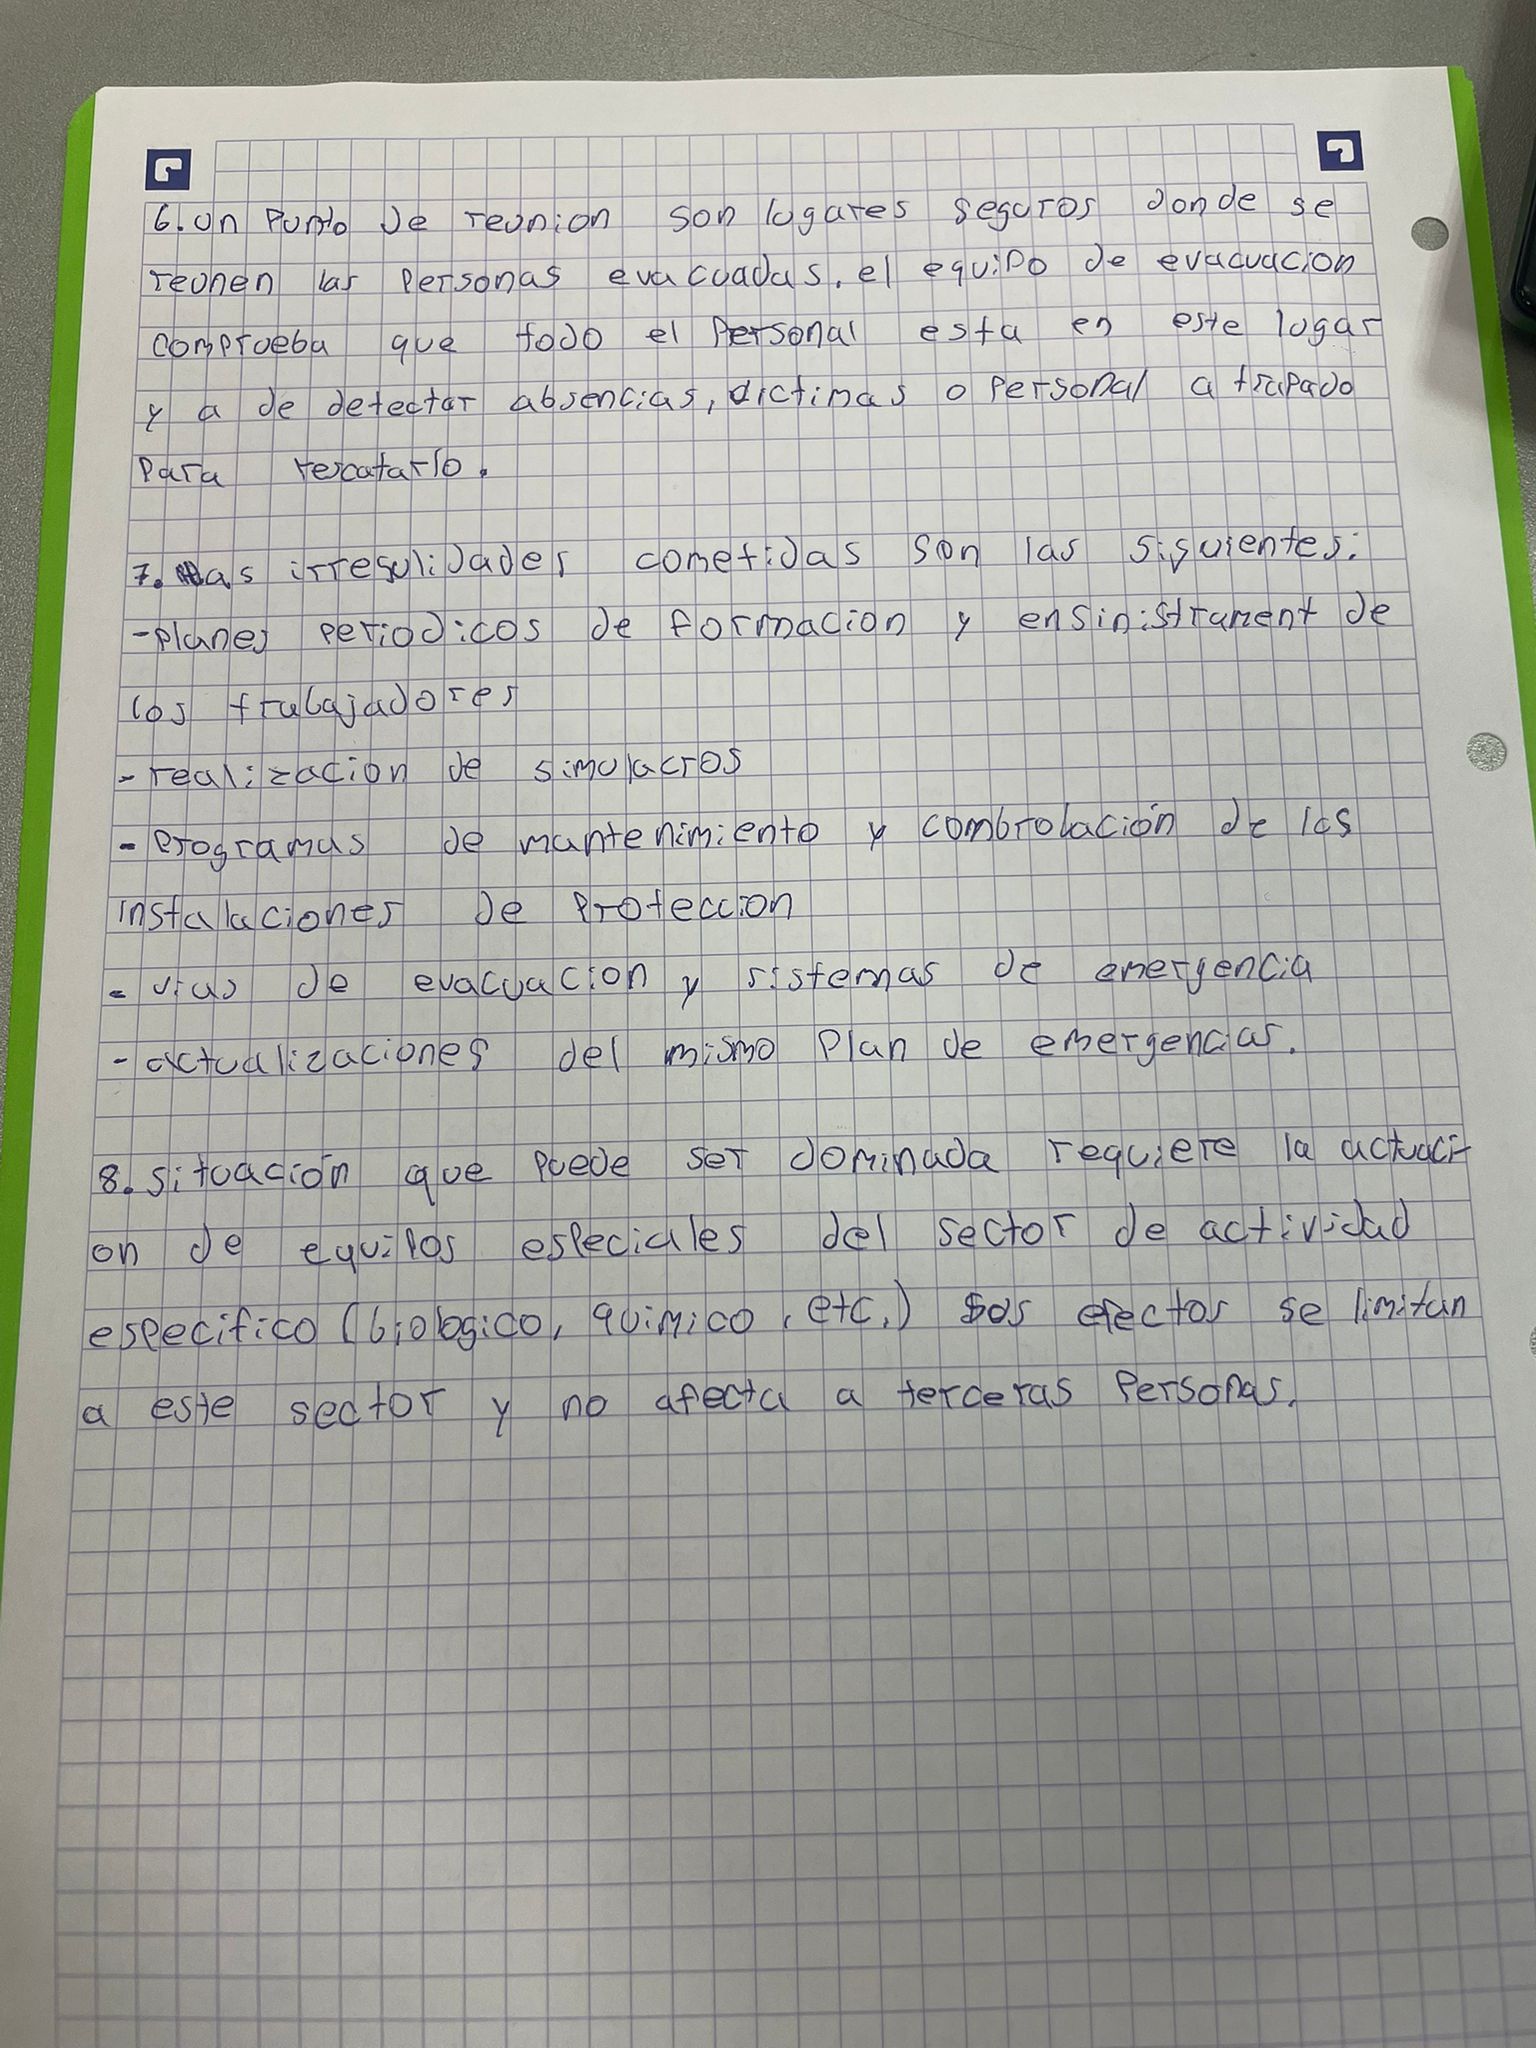 6. un Punto de reunion son lugares seguros donde se
reunen las Personas evacuadas, el equipo de evacuacion
comprueba que todo el Personal esta en este lugar
y a de detectar absencias, victimas o Personal atrapado
Para rescatarlo.
7. las irregulidades cometidas son las siguientes:
-planes periodicos de formacion y ensinistrament de
los trabajadores
- realizacion de simulacros
- Programas de mantenimiento y combrolación de las
instalaciones de Proteccion
- vias de evacuacion y sistemas de emergencia
- actualizaciones del mismo Plan de emergencias.
8. situación que puede ser dominada requiere la actuaci-
on de equipos especiales del sector de actividad
especifico (biologico, quimico, etc.) sus efectos se limitan
a este sector y no afecta a terceras Personas.